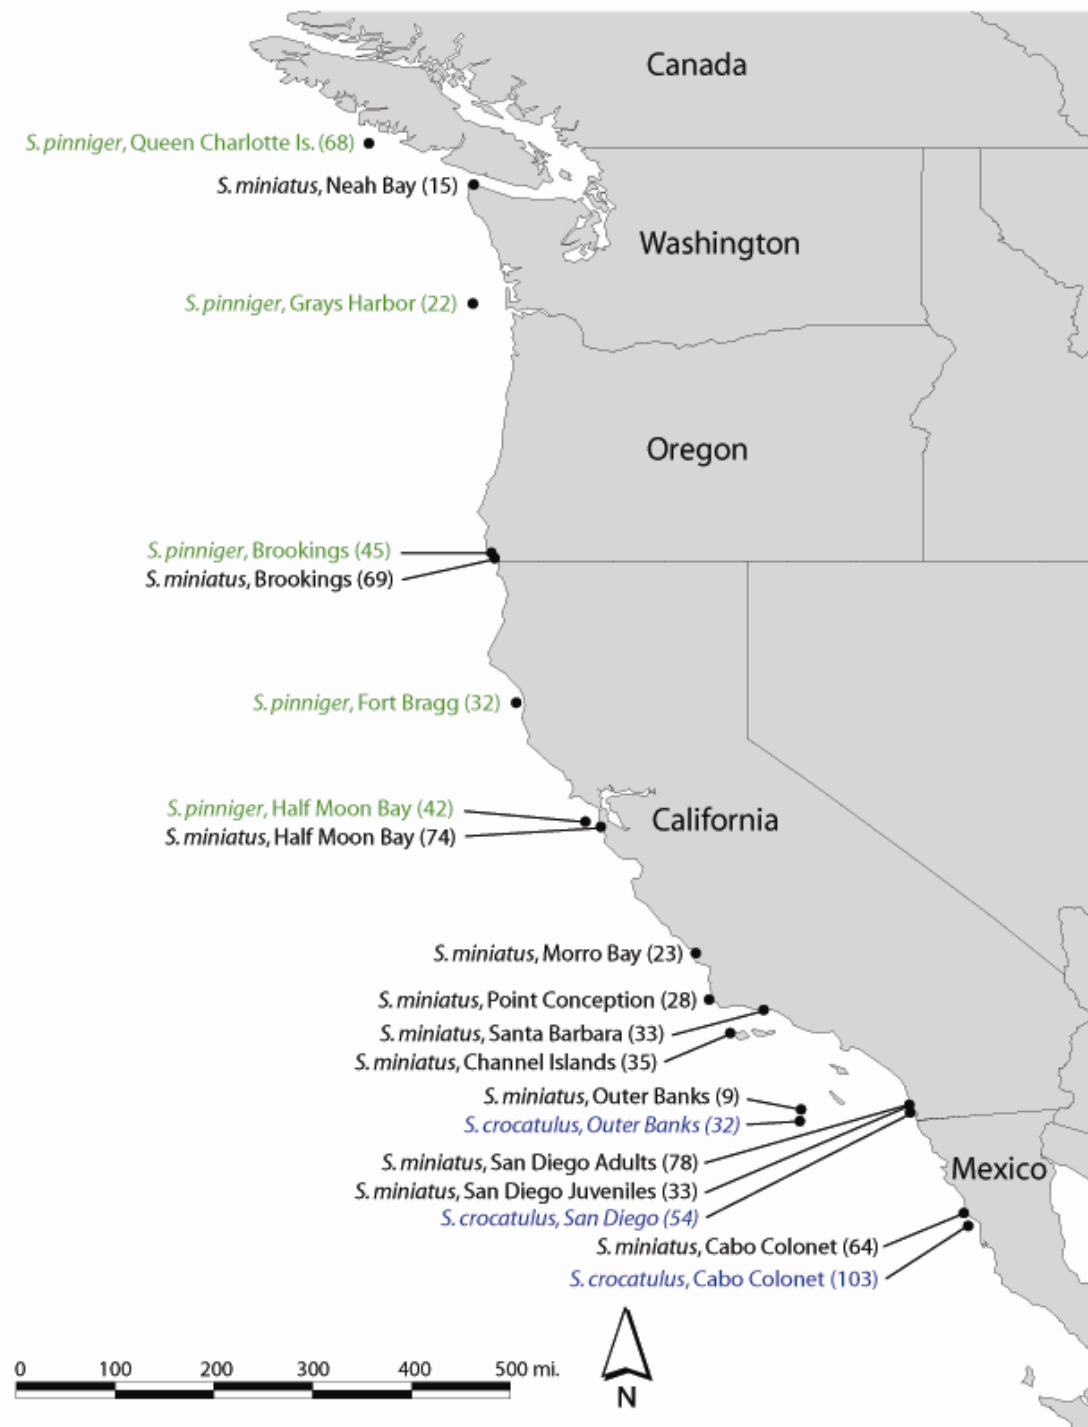 Canada
S. pinniger, Queen Charlotte Is. (68)
S. miniatus, Neah Bay (15)
Washington
S. pinniger, Grays Harbor (22)
Oregon
S. pinniger, Brookings (45)
S. miniatus, Brookings (69)
S. pinniger, Fort Bragg (32)
S. pinniger, Half Moon Bay (42)
California
S. miniatus, Half Moon Bay (74)
S. miniatus, Morro Bay (23)
S. miniatus, Point Conception (28)
S. miniatus, Santa Barbara (33)
S. miniatus, Channel Islands (35)
S. miniatus, Outer Banks (9)
S. crocatulus, Outer Banks (32)
S. miniatus, San Diego Adults (78)
Mexico
S. miniatus, San Diego Juveniles (33)
S. crocatulus, San Diego (54)
S. miniatus, Cabo Colonet (64)
S. crocatulus, Cabo Colonet (103)
0 100 200 300 400 500 mi.
N